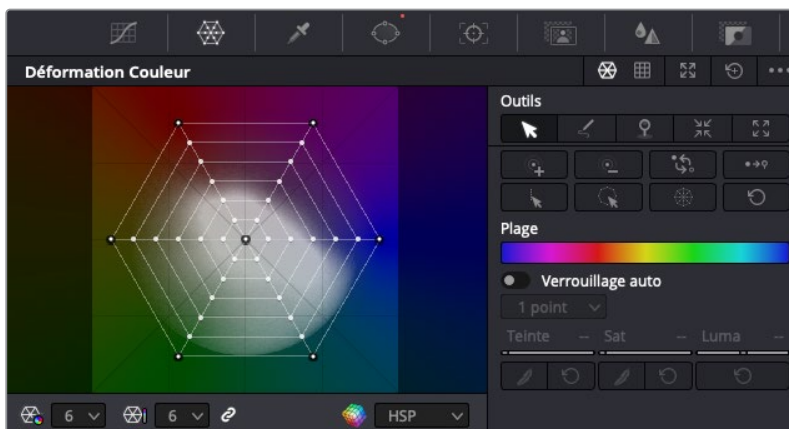 Déformation Couleur
Outils
Plage
Verrouillage auto
1 point
Teinte -- Sat -- Luma --
6 6 HSP